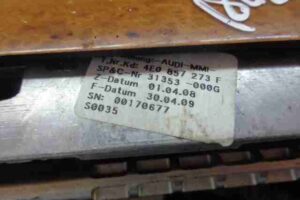 AUDI-MMI
T.Nr.Kd: 4E0 857 273 F
SP&C-Nr 31353 -000G
Z-Datum 01.04.08
F-Datum 30.04.09
SN: 00170677
S0035